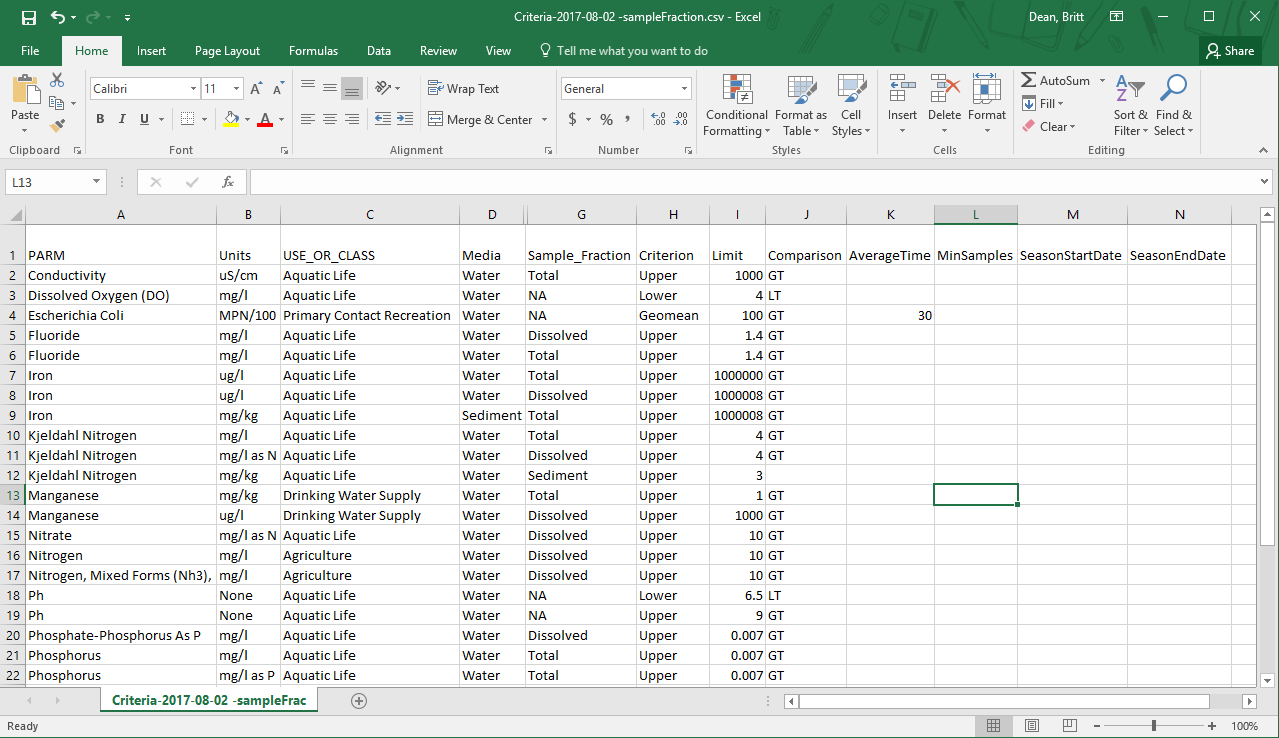 Criteria-2017-08-02 -sampleFraction.csv - Excel Dean, Britt
File Home Insert Page Layout Formulas Data Review View Tell me what you want to do Share
Calibri 11 A A Wrap Text General AutoSum
Paste B I U A Merge & Center $ % , Conditional Formatting Format as Table Cell Styles Insert Delete Format Fill Clear Sort & Filter Find & Select
Clipboard Font Alignment Number Styles Cells Editing
L13 fx
A B C D G H I J K L M N
1 PARM Units USE_OR_CLASS Media Sample_Fraction Criterion Limit Comparison AverageTime MinSamples SeasonStartDate SeasonEndDate
2 Conductivity uS/cm Aquatic Life Water Total Upper 1000 GT
3 Dissolved Oxygen (DO) mg/l Aquatic Life Water NA Lower 4 LT
4 Escherichia Coli MPN/100 Primary Contact Recreation Water NA Geomean 100 GT 30
5 Fluoride mg/l Aquatic Life Water Dissolved Upper 1.4 GT
6 Fluoride mg/l Aquatic Life Water Total Upper 1.4 GT
7 Iron ug/l Aquatic Life Water Total Upper 1000000 GT
8 Iron ug/l Aquatic Life Water Dissolved Upper 1000008 GT
9 Iron mg/kg Aquatic Life Sediment Total Upper 1000008 GT
10 Kjeldahl Nitrogen mg/l Aquatic Life Water Total Upper 4 GT
11 Kjeldahl Nitrogen mg/l as N Aquatic Life Water Dissolved Upper 4 GT
12 Kjeldahl Nitrogen mg/kg Aquatic Life Water Sediment Upper 3
13 Manganese mg/kg Drinking Water Supply Water Total Upper 1 GT
14 Manganese ug/l Drinking Water Supply Water Dissolved Upper 1000 GT
15 Nitrate mg/l as N Aquatic Life Water Dissolved Upper 10 GT
16 Nitrogen mg/l Agriculture Water Dissolved Upper 10 GT
17 Nitrogen, Mixed Forms (Nh3), mg/l Agriculture Water Dissolved Upper 10 GT
18 Ph None Aquatic Life Water NA Lower 6.5 LT
19 Ph None Aquatic Life Water NA Upper 9 GT
20 Phosphate-Phosphorus As P mg/l Aquatic Life Water Dissolved Upper 0.007 GT
21 Phosphorus mg/l Aquatic Life Water Total Upper 0.007 GT
22 Phosphorus mg/l as P Aquatic Life Water Total Upper 0.007 GT
Criteria-2017-08-02 -sampleFrac
Ready 100%